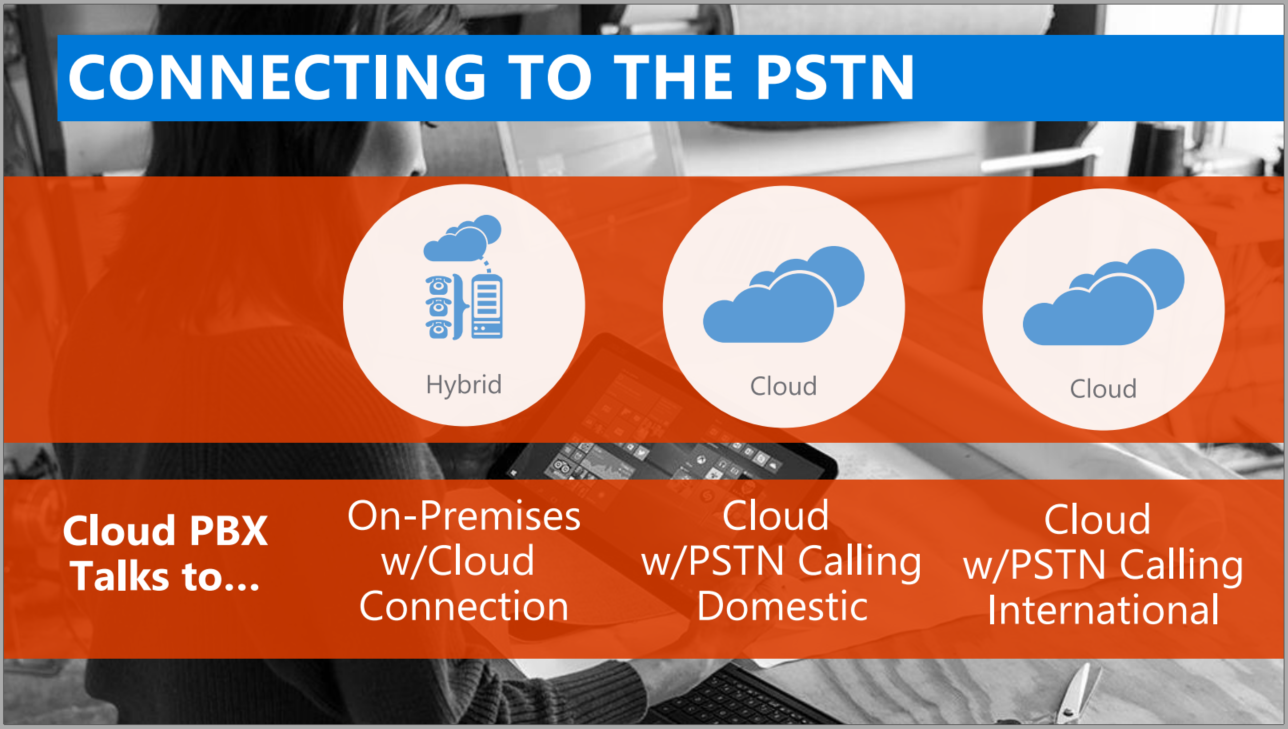 CONNECTING TO THE PSTN
Hybrid
Cloud
Cloud
Cloud PBX
Talks to...
On-Premises
w/Cloud
Connection
Cloud
w/PSTN Calling
Domestic
Cloud
w/PSTN Calling
International